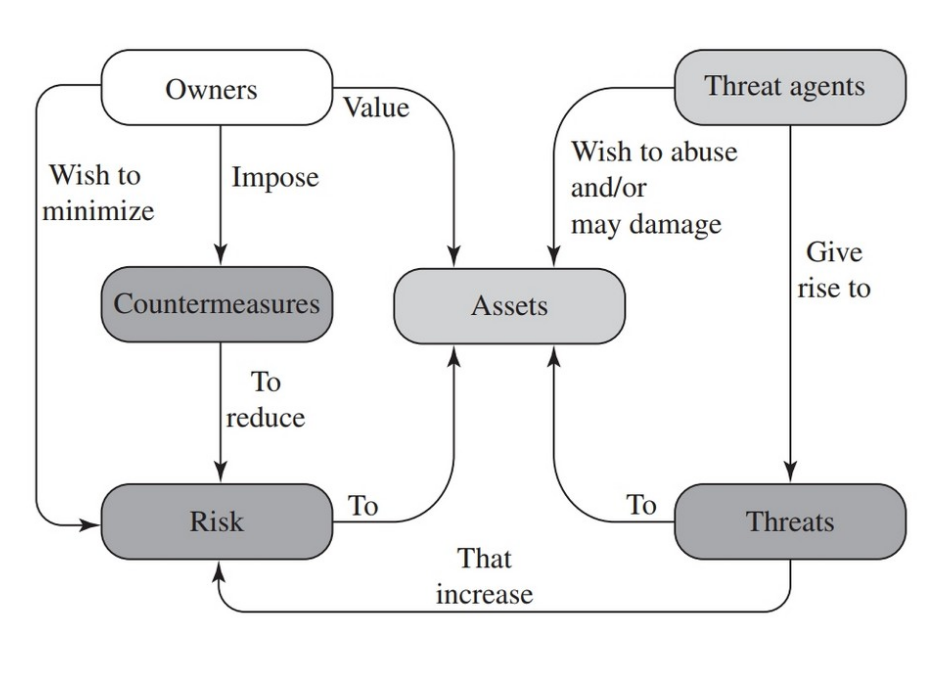 Owners
Threat agents
Value
Wish to
minimize
Impose
Wish to abuse
and/or
may damage
Give
rise to
Countermeasures
Assets
To
reduce
Risk
To
To
Threats
That
increase